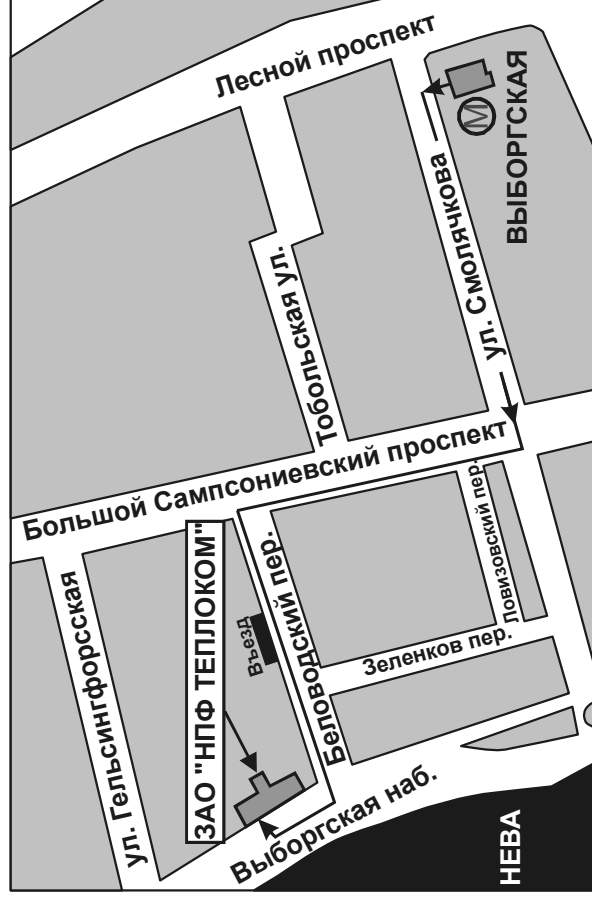 Лесной проспект
ВЫБОРГСКАЯ
М
ул. Смолячкова
Тобольская ул.
Большой Сампсониевский проспект
Ловизовский пер.
Зеленков пер.
Беловодский пер.
Въезд
ЗАО "НПФ ТЕПЛОКОМ"
ул. Гельсингфорсская
Выборгская наб.
НЕВА